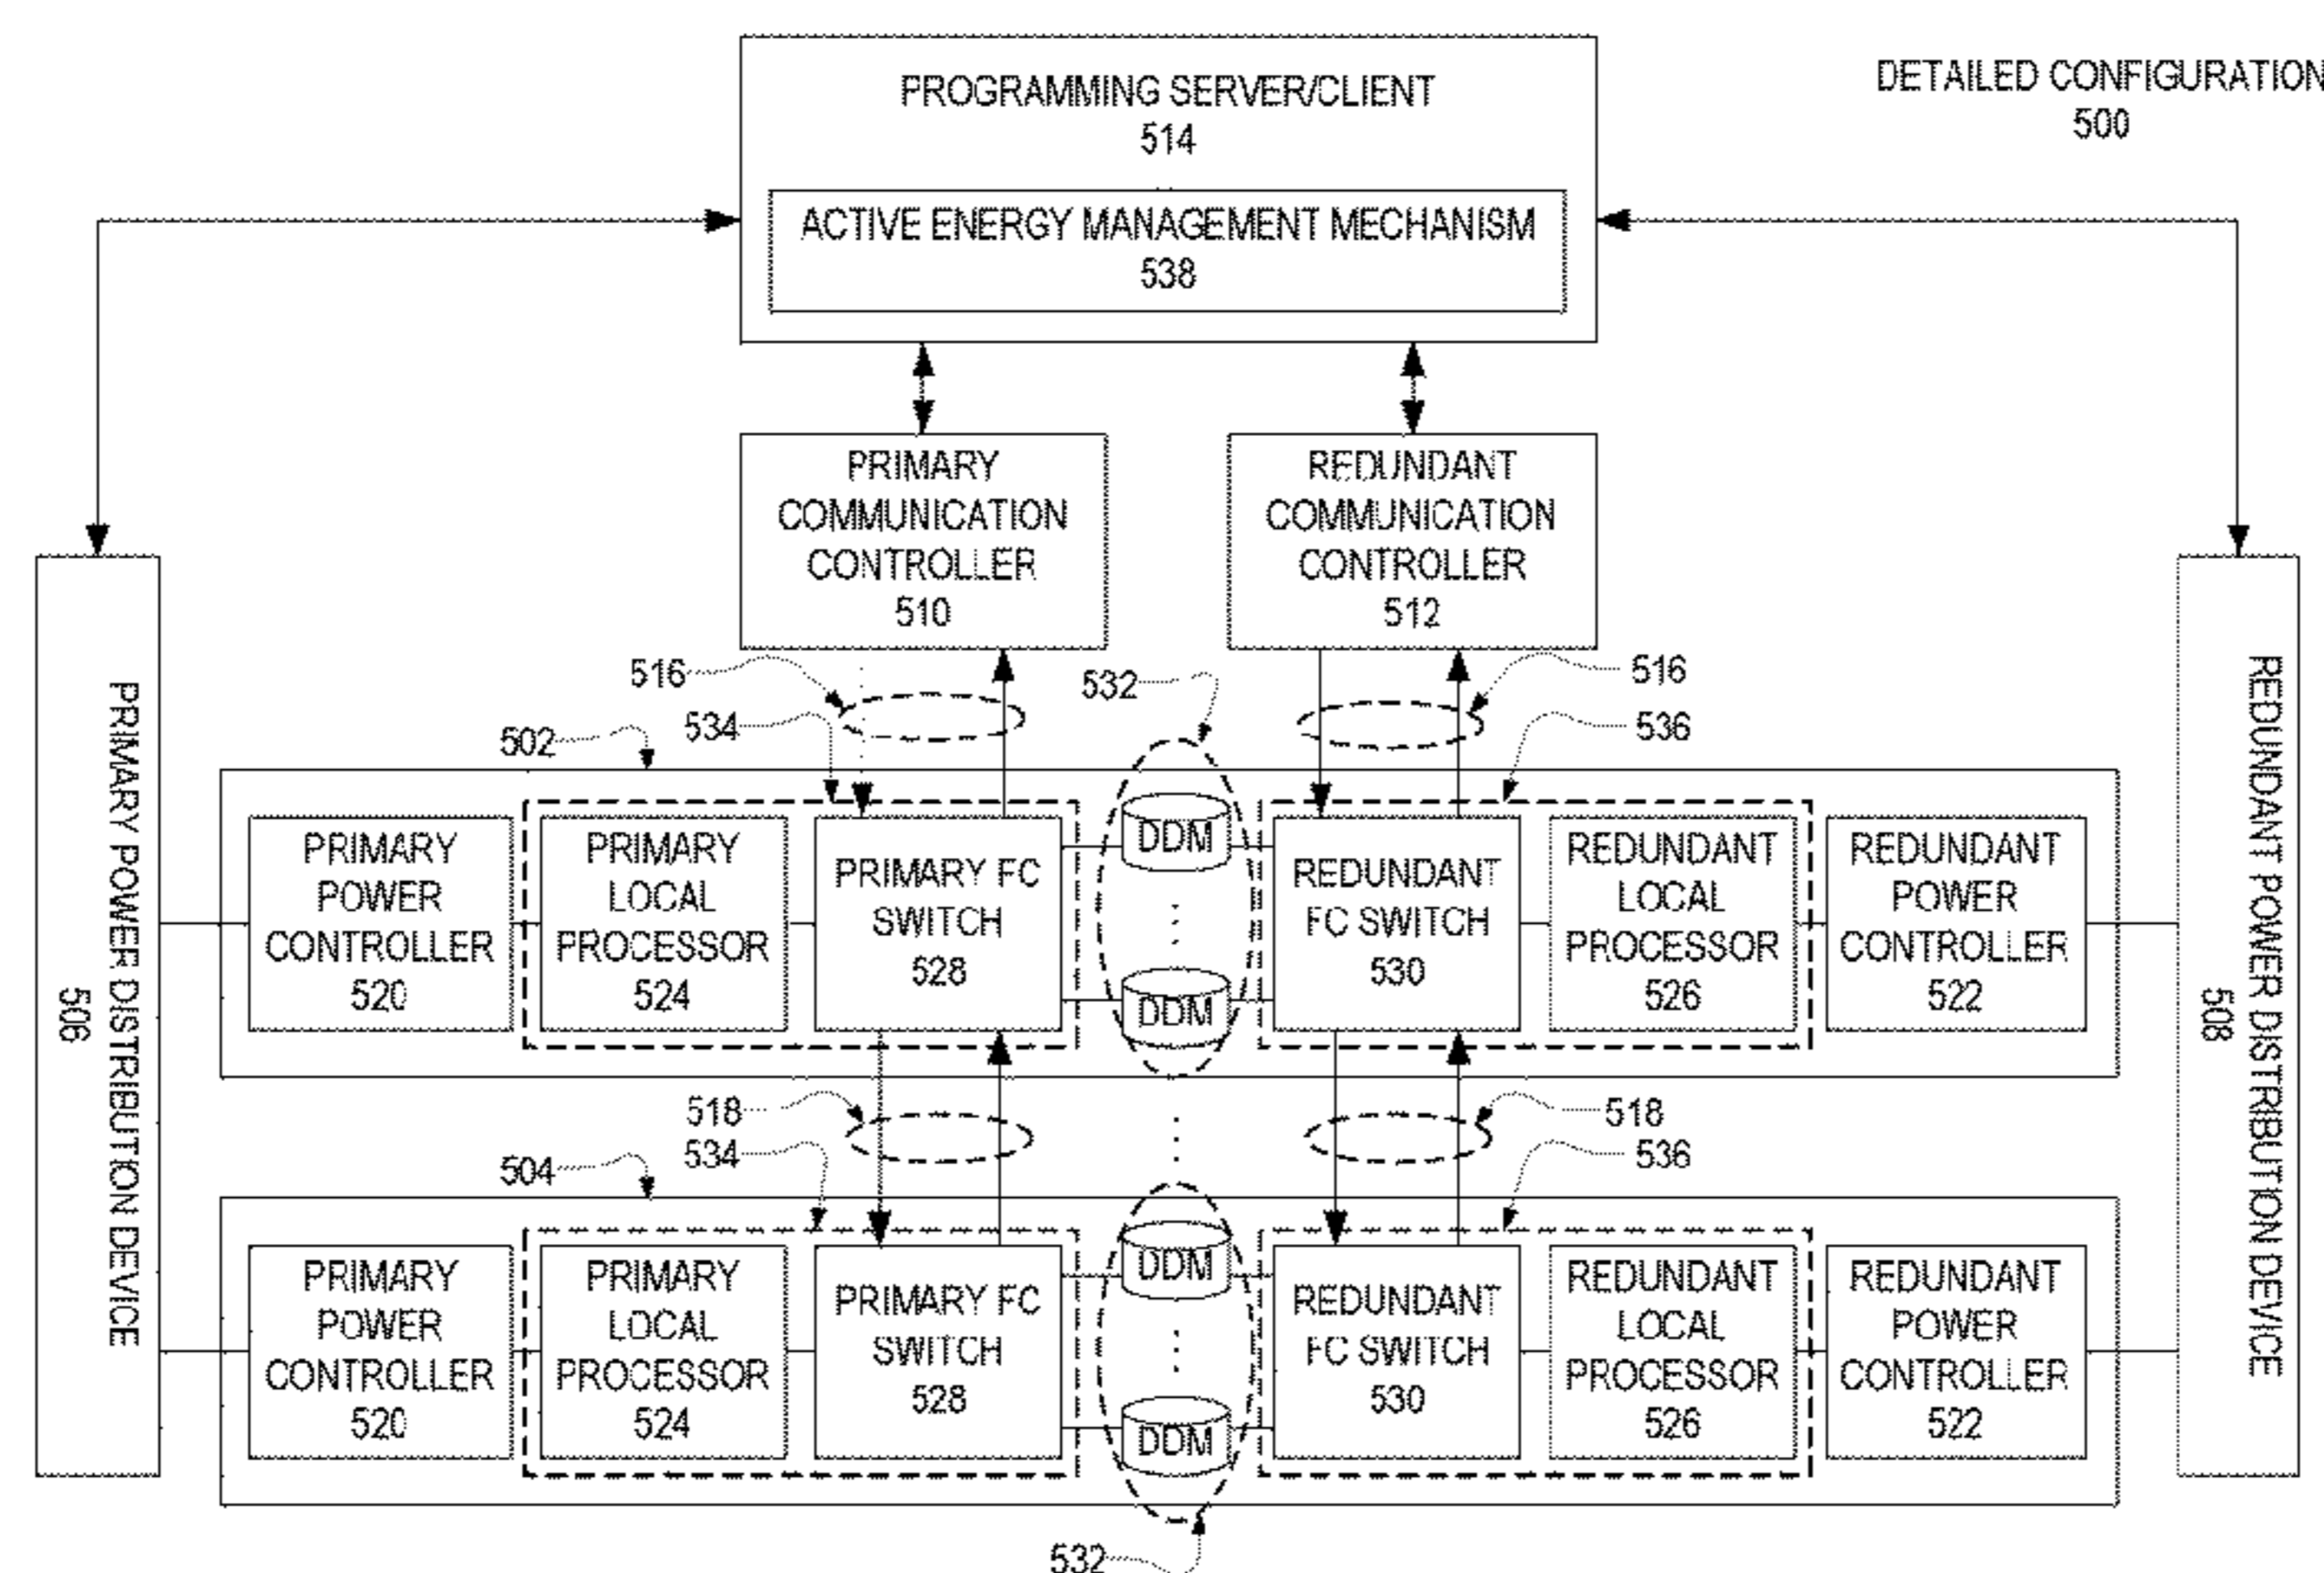 DETAILED CONFIGURATION
500
PROGRAMMING SERVER/CLIENT
514
ACTIVE ENERGY MANAGEMENT MECHANISM
538
PRIMARY
COMMUNICATION
CONTROLLER
510
REDUNDANT
COMMUNICATION
CONTROLLER
512
PRIMARY POWER DISTRIBUTION DEVICE
506
REDUNDANT POWER DISTRIBUTION DEVICE
508
516
534
502
532
516
536
PRIMARY
POWER
CONTROLLER
520
PRIMARY
LOCAL
PROCESSOR
524
PRIMARY FC
SWITCH
528
DDM
DDM
REDUNDANT
FC SWITCH
530
REDUNDANT
LOCAL
PROCESSOR
526
REDUNDANT
POWER
CONTROLLER
522
518
534
504
518
536
PRIMARY
POWER
CONTROLLER
520
PRIMARY
LOCAL
PROCESSOR
524
PRIMARY FC
SWITCH
528
DDM
DDM
REDUNDANT
FC SWITCH
530
REDUNDANT
LOCAL
PROCESSOR
526
REDUNDANT
POWER
CONTROLLER
522
532